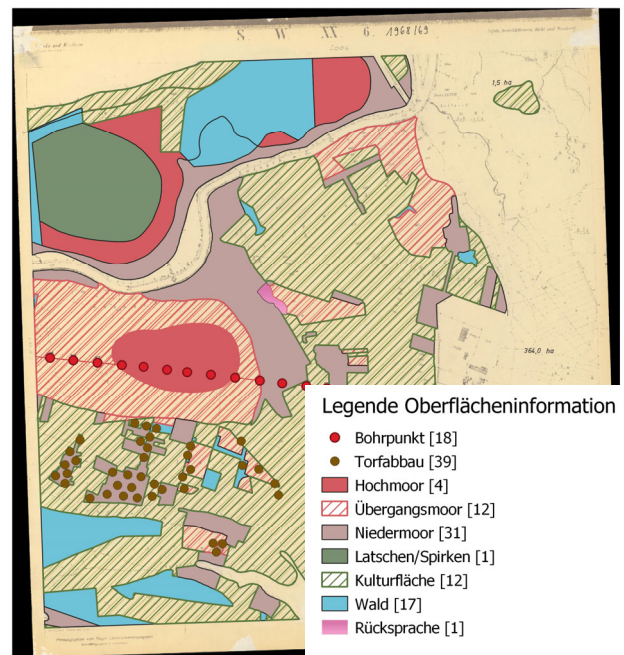 S. W. XX. 6. 1968/69
1,5 ha
364,0 ha
Legende Oberflächeninformation
Bohrpunkt [18]
Torfabbau [39]
Hochmoor [4]
Übergangsmoor [12]
Niedermoor [31]
Latschen/Spirken [1]
Kulturfläche [12]
Wald [17]
Rücksprache [1]